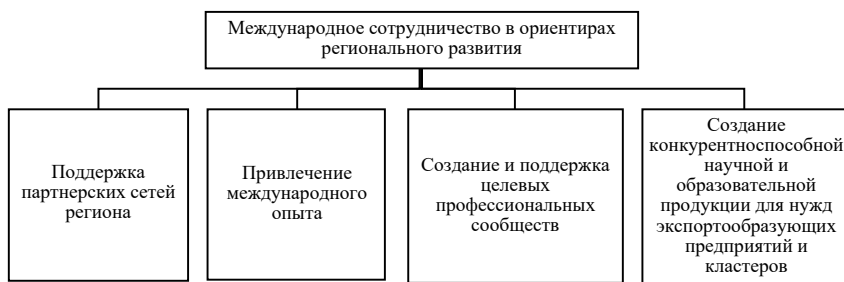 Международное сотрудничество в ориентирах
регионального развития
Поддержка
партнерских сетей
региона
Привлечение
международного
опыта
Создание и поддержка
целевых
профессиональных
сообществ
Создание
конкурентноспособной
научной и
образовательной
продукции для нужд
экспортообразующих
предприятий и
кластеров